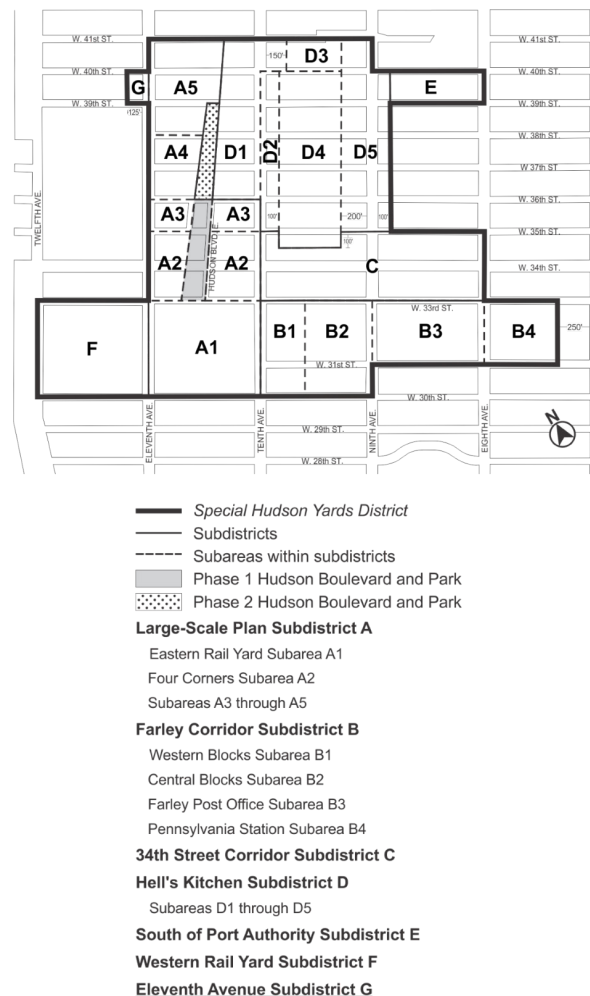 W. 41st ST.
W. 41st ST.
150'
D3
W. 40th ST.
W. 40th ST.
G
A5
E
W. 39th ST.
W. 39th ST.
125'
W. 38th ST.
A4
D1
D2
D4
D5
W. 37th ST.
TWELFTH AVE.
W. 36th ST.
A3
A3
100'
200'
100'
W. 35th ST.
100'
HUDSON BLVD E.
A2
A2
C
W. 34th ST.
W. 33rd ST.
F
A1
B1
B2
B3
B4
250'
W. 31st ST.
W. 30th ST.
ELEVENTH AVE.
TENTH AVE.
NINTH AVE.
EIGHTH AVE.
N
W. 29th ST.
W. 28th ST.
Special Hudson Yards District
Subdistricts
Subareas within subdistricts
Phase 1 Hudson Boulevard and Park
Phase 2 Hudson Boulevard and Park
Large-Scale Plan Subdistrict A
Eastern Rail Yard Subarea A1
Four Corners Subarea A2
Subareas A3 through A5
Farley Corridor Subdistrict B
Western Blocks Subarea B1
Central Blocks Subarea B2
Farley Post Office Subarea B3
Pennsylvania Station Subarea B4
34th Street Corridor Subdistrict C
Hell's Kitchen Subdistrict D
Subareas D1 through D5
South of Port Authority Subdistrict E
Western Rail Yard Subdistrict F
Eleventh Avenue Subdistrict G